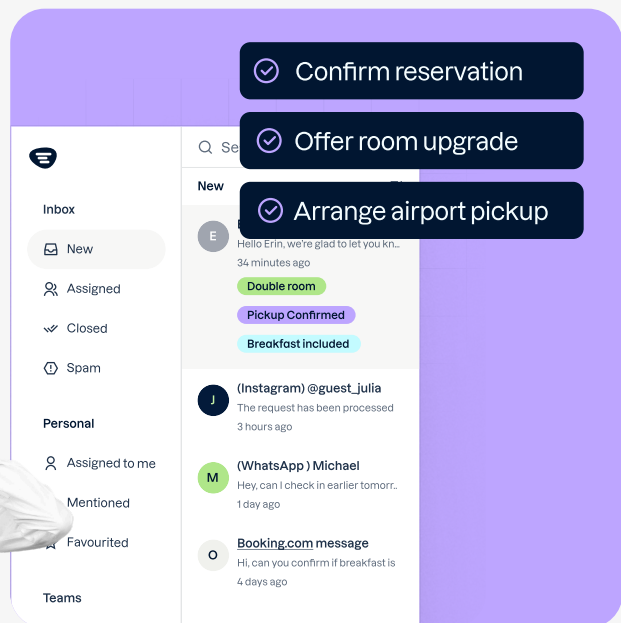 Confirm reservation
Offer room upgrade
Arrange airport pickup
Inbox
New
Assigned
Closed
Spam
Personal
Assigned to me
Mentioned
Favourited
Teams
New
E
Hello Erin, we're glad to let you kn..
34 minutes ago
Double room
Pickup Confirmed
Breakfast included
J
(Instagram) @guest_julia
The request has been processed
3 hours ago
M
(WhatsApp ) Michael
Hey, can I check in earlier tomorr..
1 day ago
O
Booking.com message
Hi, can you confirm if breakfast is
4 days ago